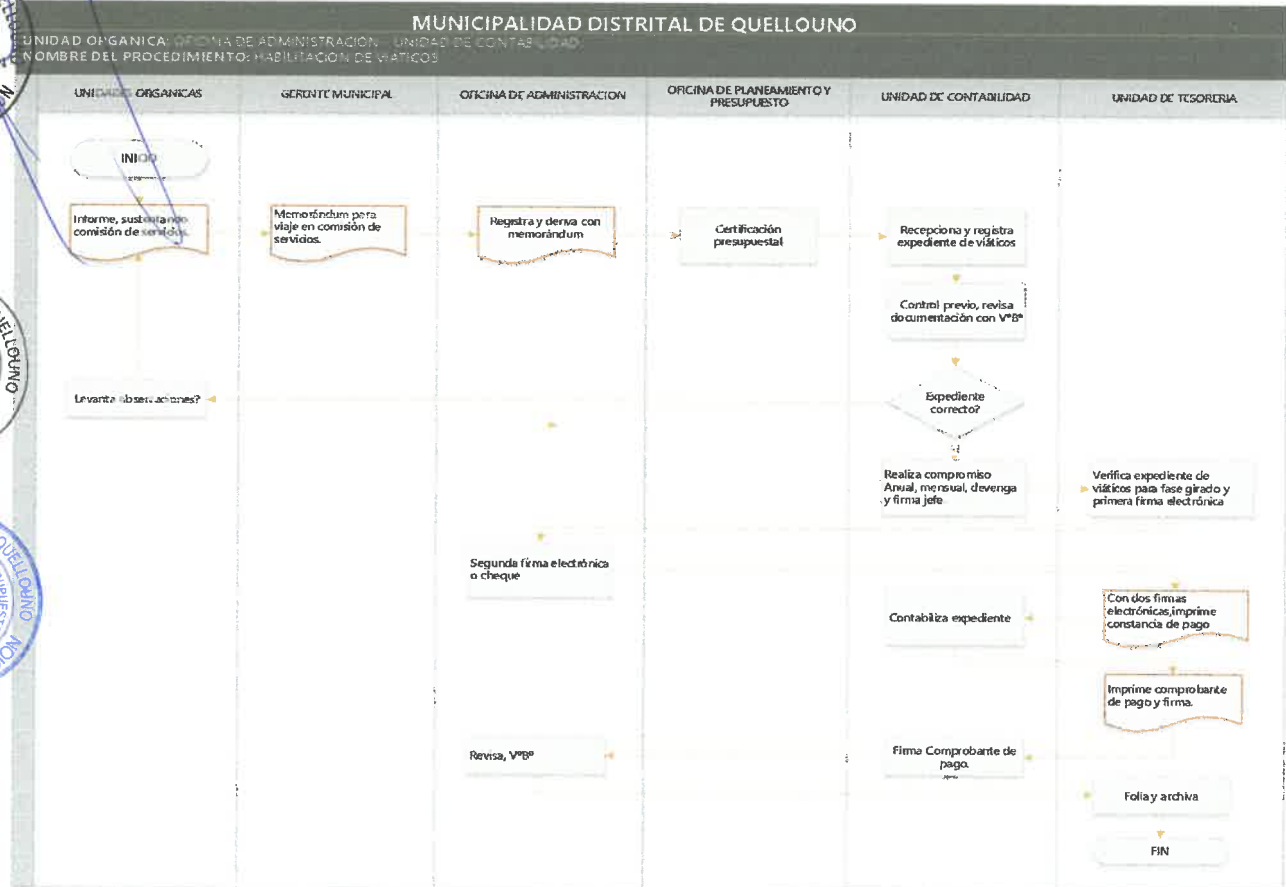 MUNICIPALIDAD DISTRITAL DE QUELLOUNO
UNIDAD ORGANICA: OFICINA DE ADMINISTRACION - UNIDAD DE CONTABILIDAD
NOMBRE DEL PROCEDIMIENTO: HABILITACION DE VIATICOS
UNIDADES ORGANICAS
GERENTE MUNICIPAL
OFICINA DE ADMINISTRACION
OFICINA DE PLANEAMIENTO Y
PRESUPUESTO
UNIDAD DE CONTABILIDAD
UNIDAD DE TESORERIA
INICIO
Informe, sustentando
comisión de servicios.
Memorándum para
viaje en comisión de
servicios.
Registra y deriva con
memorándum
Certificación
presupuestal
Recepciona y registra
expediente de viáticos
Control previo, revisa
documentación con V°B°
Expediente
correcto?
Levanta observaciones?
Realiza compromiso
Anual, mensual, devenga
y firma jefe
Verifica expediente de
viáticos para fase girado y
primera firma electrónica
Segunda firma electrónica
o cheque
Con dos firmas
electrónicas,imprime
constancia de pago
Contabiliza expediente
Imprime comprobante
de pago y firma.
Firma Comprobante de
pago.
Revisa, V°B°
Folia y archiva
FIN
QUELLOUNO
QUELLOUNO